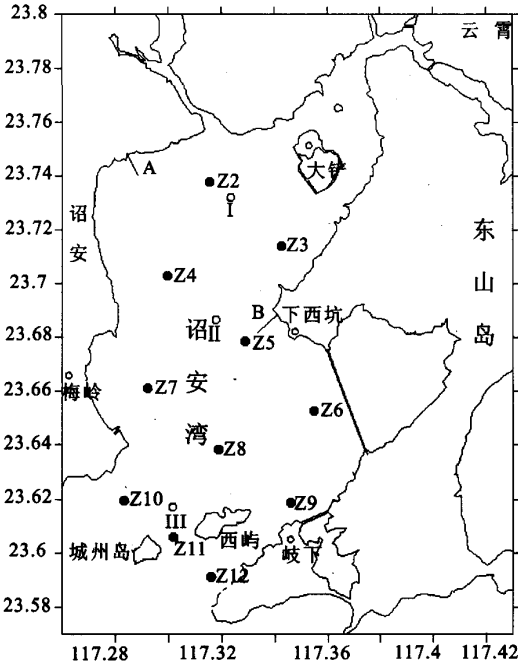 23.8
云 霄
23.78
23.76
大铲
23.74
A
Z2
I
23.72
诏安
Z3
东山岛
23.7
Z4
B
下西坑
诏安湾
II
23.68
Z5
23.66
梅岭
Z7
Z6
23.64
Z8
23.62
Z10
Z9
III
城州岛
Z11
西屿
岐下
23.6
Z12
23.58
117.28
117.32
117.36
117.4
117.42